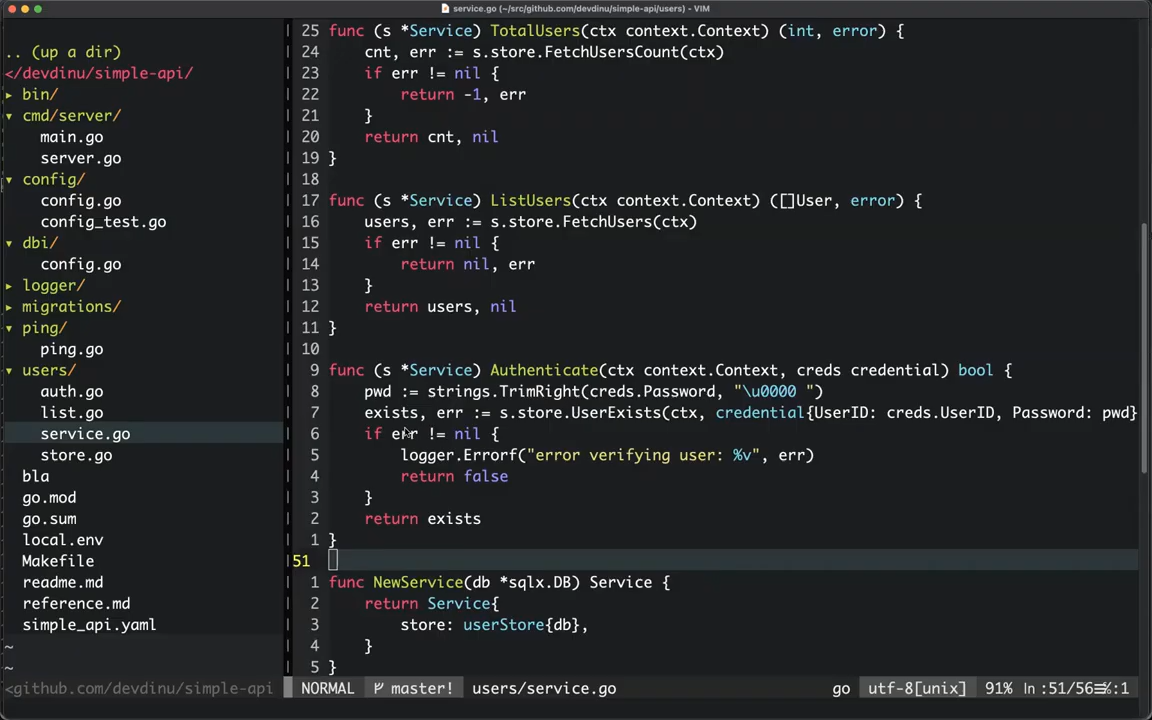 service.go (~/src/github.com/devdinu/simple-api/users) - VIM
.. (up a dir)
</devdinu/simple-api/
▸ bin/
▾ cmd/server/
main.go
server.go
▾ config/
config.go
config_test.go
▾ dbi/
config.go
▸ logger/
▸ migrations/
▾ ping/
ping.go
▾ users/
auth.go
list.go
service.go
store.go
bla
go.mod
go.sum
local.env
Makefile
readme.md
reference.md
simple_api.yaml
~
~
<github.com/devdinu/simple-api
25 func (s *Service) TotalUsers(ctx context.Context) (int, error) {
24 cnt, err := s.store.FetchUsersCount(ctx)
23 if err != nil {
22 return -1, err
21 }
20 return cnt, nil
19 }
18
17 func (s *Service) ListUsers(ctx context.Context) ([]User, error) {
16 users, err := s.store.FetchUsers(ctx)
15 if err != nil {
14 return nil, err
13 }
12 return users, nil
11 }
10
9 func (s *Service) Authenticate(ctx context.Context, creds credential) bool {
8 pwd := strings.TrimRight(creds.Password, "\u0000 ")
7 exists, err := s.store.UserExists(ctx, credential{UserID: creds.UserID, Password: pwd}
6 if err != nil {
5 logger.Errorf("error verifying user: %v", err)
4 return false
3 }
2 return exists
1 }
51
1 func NewService(db *sqlx.DB) Service {
2 return Service{
3 store: userStore{db},
4 }
5 }
NORMAL master! users/service.go go utf-8[unix] 91% ln :51/56≡%:1